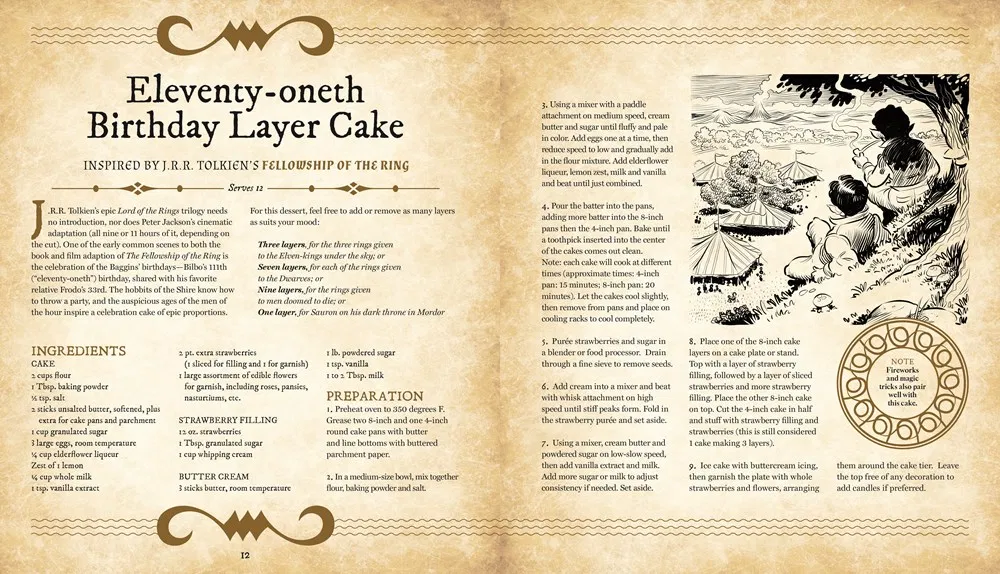 Eleventy-oneth
Birthday Layer Cake
INSPIRED BY J.R.R. TOLKIEN'S FELLOWSHIP OF THE RING
Serves 12
J.R.R. Tolkien's epic Lord of the Rings trilogy needs
no introduction, nor does Peter Jackson's cinematic
adaptation (all nine or 11 hours of it, depending on
the cut). One of the early common scenes to both the
book and film adaption of The Fellowship of the Ring is
the celebration of the Baggins' birthdays—Bilbo's 111th
("eleventy-oneth") birthday, shared with his favorite
relative Frodo's 33rd. The hobbits of the Shire know how
to throw a party, and the auspicious ages of the men of
the hour inspire a celebration cake of epic proportions.
For this dessert, feel free to add or remove as many layers
as suits your mood:
Three layers, for the three rings given
to the Elven-kings under the sky; or
Seven layers, for each of the rings given
to the Dwarves; or
Nine layers, for the rings given
to men doomed to die; or
One layer, for Sauron on his dark throne in Mordor
INGREDIENTS
CAKE
2 cups flour
1 Tbsp. baking powder
½ tsp. salt
2 sticks unsalted butter, softened, plus
extra for cake pans and parchment
1 cup granulated sugar
3 large eggs, room temperature
¼ cup elderflower liqueur
Zest of 1 lemon
¼ cup whole milk
1 tsp. vanilla extract
2 pt. extra strawberries
(1 sliced for filling and 1 for garnish)
1 large assortment of edible flowers
for garnish, including roses, pansies,
nasturtiums, etc.
STRAWBERRY FILLING
12 oz. strawberries
1 Tbsp. granulated sugar
1 cup whipping cream
BUTTER CREAM
3 sticks butter, room temperature
1 lb. powdered sugar
1 tsp. vanilla
1 to 2 Tbsp. milk
PREPARATION
1. Preheat oven to 350 degrees F.
Grease two 8-inch and one 4-inch
round cake pans with butter
and line bottoms with buttered
parchment paper.
2. In a medium-size bowl, mix together
flour, baking powder and salt.
12
3. Using a mixer with a paddle
attachment on medium speed, cream
butter and sugar until fluffy and pale
in color. Add eggs one at a time, then
reduce speed to low and gradually add
in the flour mixture. Add elderflower
liqueur, lemon zest, milk and vanilla
and beat until just combined.
4. Pour the batter into the pans,
adding more batter into the 8-inch
pans then the 4-inch pan. Bake until
a toothpick inserted into the center
of the cakes comes out clean.
Note: each cake will cook at different
times (approximate times: 4-inch
pan: 15 minutes; 8-inch pan: 20
minutes). Let the cakes cool slightly,
then remove from pans and place on
cooling racks to cool completely.
5. Purée strawberries and sugar in
a blender or food processor. Drain
through a fine sieve to remove seeds.
6. Add cream into a mixer and beat
with whisk attachment on high
speed until stiff peaks form. Fold in
the strawberry purée and set aside.
7. Using a mixer, cream butter and
powdered sugar on low-slow speed,
then add vanilla extract and milk.
Add more sugar or milk to adjust
consistency if needed. Set aside.
8. Place one of the 8-inch cake
layers on a cake plate or stand.
Top with a layer of strawberry
filling, followed by a layer of sliced
strawberries and more strawberry
filling. Place the other 8-inch cake
on top. Cut the 4-inch cake in half
and stuff with strawberry filling and
strawberries (this is still considered
1 cake making 3 layers).
9. Ice cake with buttercream icing,
then garnish the plate with whole
strawberries and flowers, arranging
them around the cake tier. Leave
the top free of any decoration to
add candles if preferred.
NOTE
Fireworks
and magic
tricks also pair
well with
this cake.